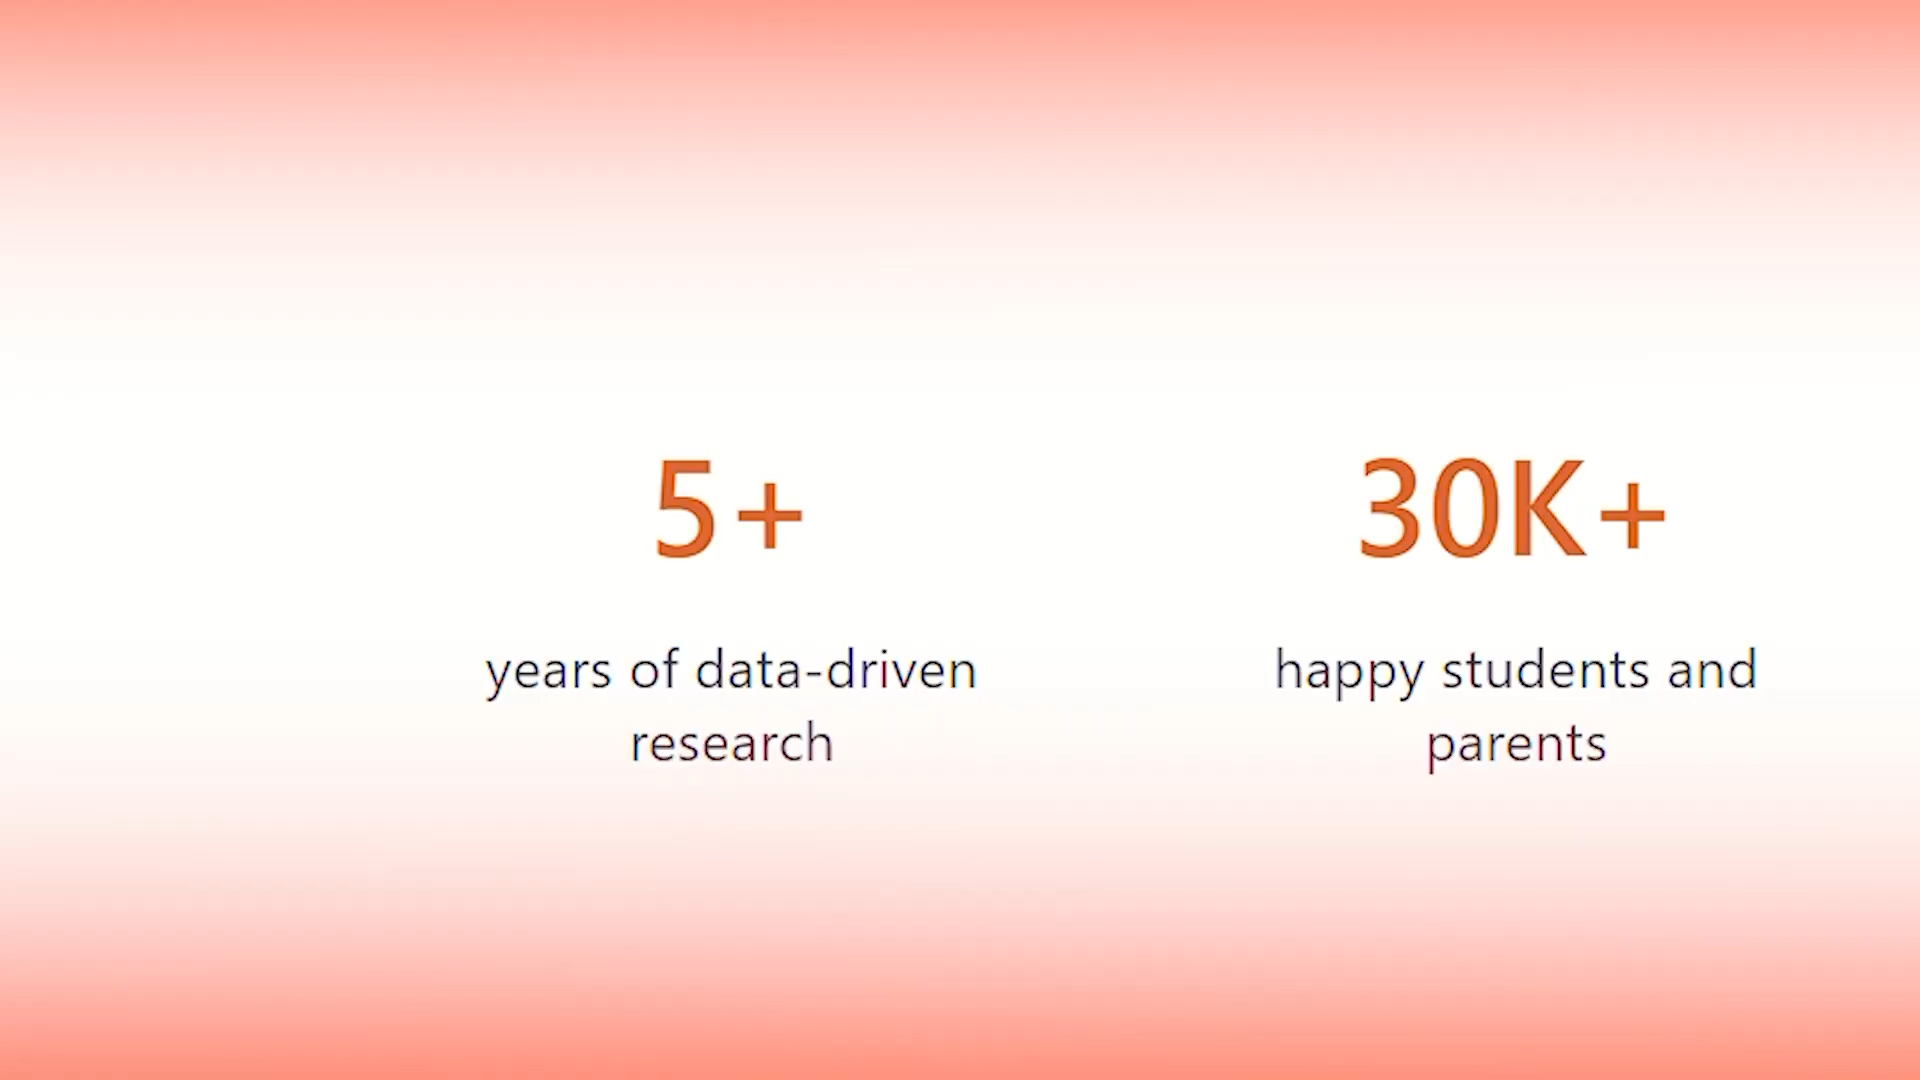 5+
years of data-driven
research
30K+
happy students and
parents